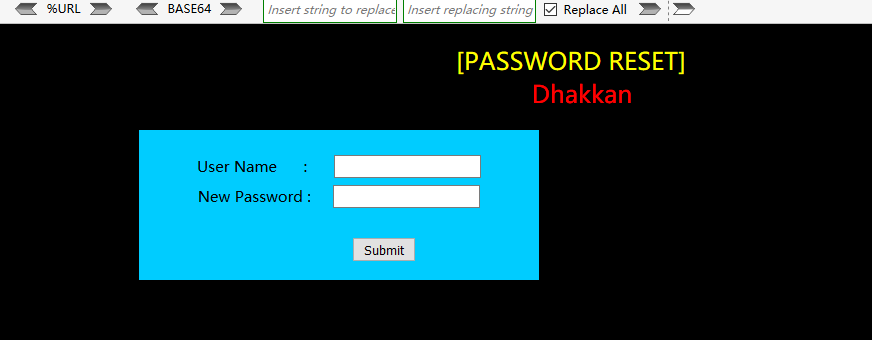 %URL BASE64 Insert string to replace Insert replacing string Replace All
[PASSWORD RESET]
Dhakkan
User Name :
New Password :
Submit